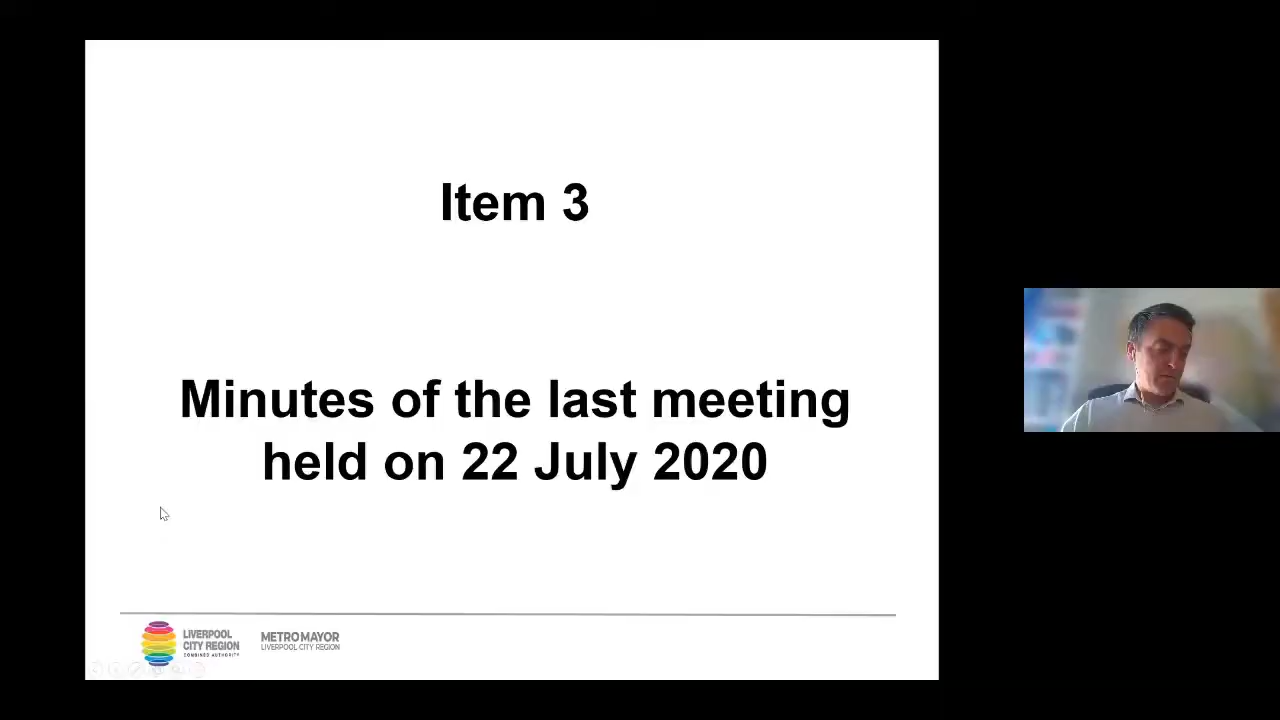 Item 3
Minutes of the last meeting
held on 22 July 2020
LIVERPOOL
CITY REGION
COMBINED AUTHORITY
METRO MAYOR
LIVERPOOL CITY REGION